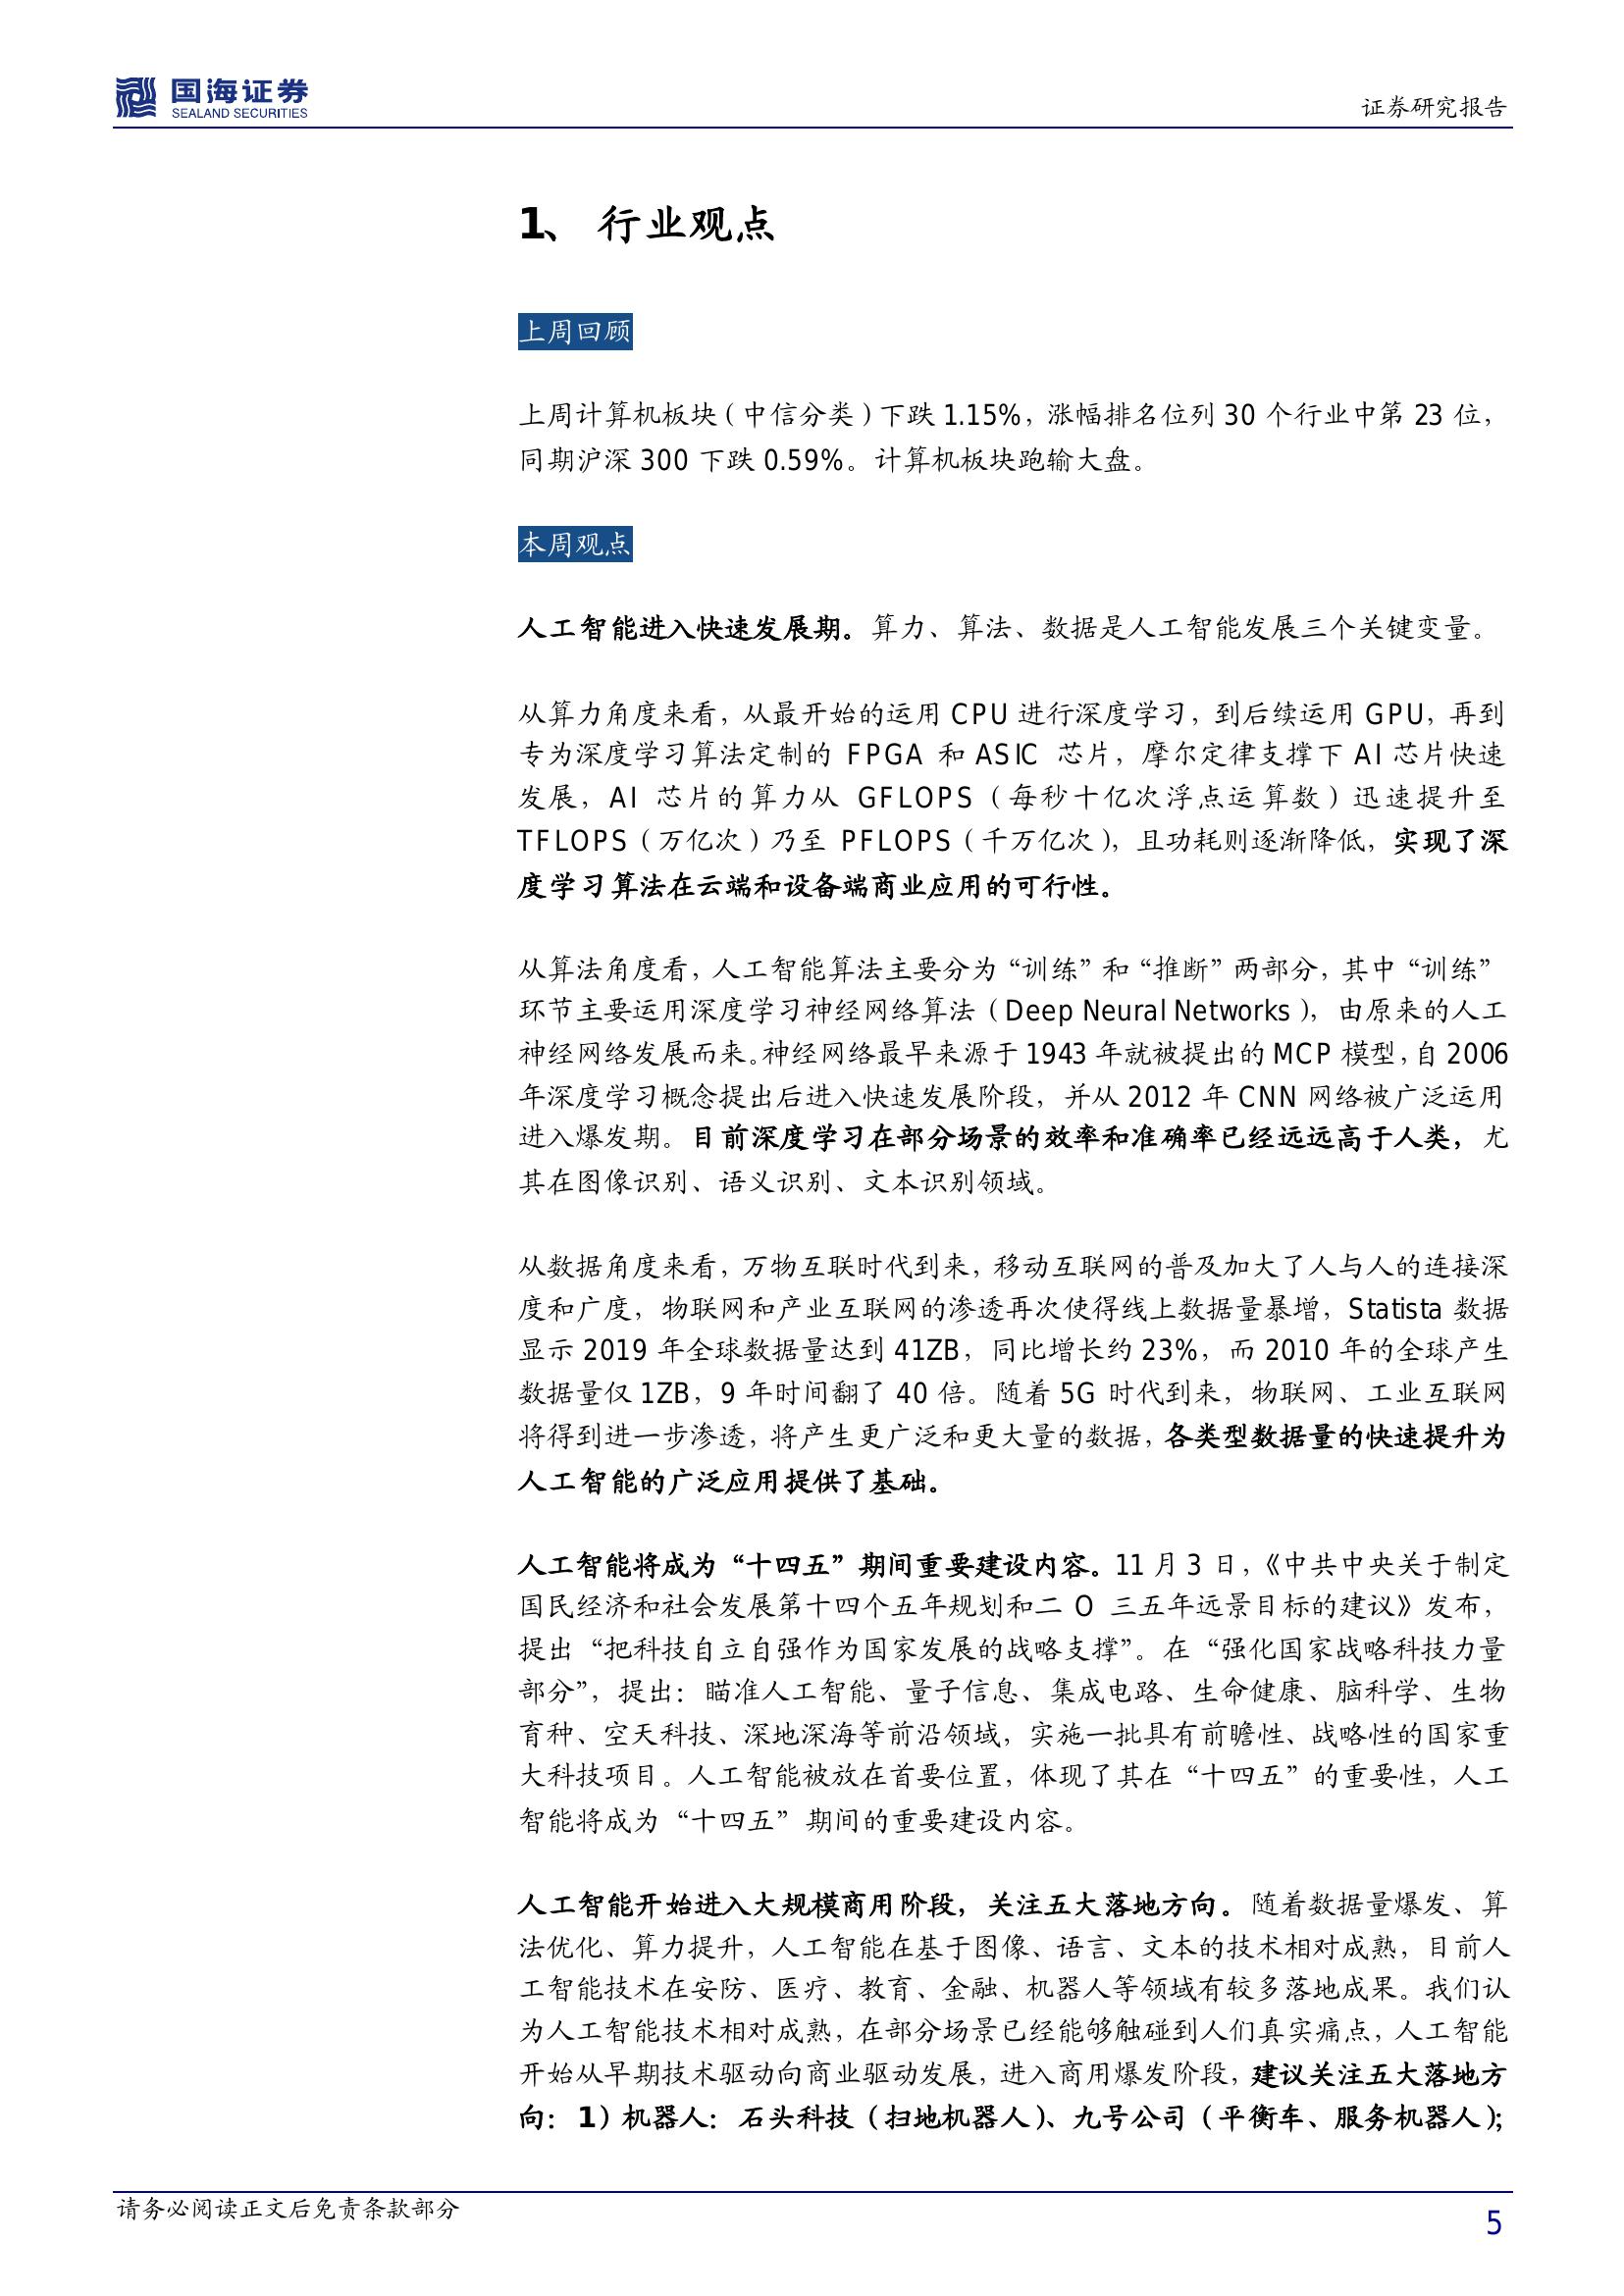 国海证券
SEALAND SECURITIES
证券研究报告
1、 行业观点
上周回顾
上周计算机板块（中信分类）下跌 1.15%，涨幅排名位列 30 个行业中第 23 位，
同期沪深 300 下跌 0.59%。计算机板块跑输大盘。
本周观点
人工智能进入快速发展期。算力、算法、数据是人工智能发展三个关键变量。
从算力角度来看，从最开始的运用 CPU 进行深度学习，到后续运用 GPU，再到
专为深度学习算法定制的 FPGA 和 ASIC 芯片，摩尔定律支撑下 AI 芯片快速
发展，AI 芯片的算力从 GFLOPS（每秒十亿次浮点运算数）迅速提升至
TFLOPS（万亿次）乃至 PFLOPS（千万亿次），且功耗则逐渐降低，实现了深
度学习算法在云端和设备端商业应用的可行性。
从算法角度看，人工智能算法主要分为“训练”和“推断”两部分，其中“训练”
环节主要运用深度学习神经网络算法（Deep Neural Networks），由原来的人工
神经网络发展而来。神经网络最早来源于 1943 年就被提出的 MCP 模型，自 2006
年深度学习概念提出后进入快速发展阶段，并从 2012 年 CNN 网络被广泛运用
进入爆发期。目前深度学习在部分场景的效率和准确率已经远远高于人类，尤
其在图像识别、语义识别、文本识别领域。
从数据角度来看，万物互联时代到来，移动互联网的普及加大了人与人的连接深
度和广度，物联网和产业互联网的渗透再次使得线上数据量暴增，Statista 数据
显示 2019 年全球数据量达到 41ZB，同比增长约 23%，而 2010 年的全球产生
数据量仅 1ZB，9 年时间翻了 40 倍。随着 5G 时代到来，物联网、工业互联网
将得到进一步渗透，将产生更广泛和更大量的数据，各类型数据量的快速提升为
人工智能的广泛应用提供了基础。
人工智能将成为“十四五”期间重要建设内容。11 月 3 日，《中共中央关于制定
国民经济和社会发展第十四个五年规划和二 O 三五年远景目标的建议》发布，
提出“把科技自立自强作为国家发展的战略支撑”。在“强化国家战略科技力量
部分”，提出：瞄准人工智能、量子信息、集成电路、生命健康、脑科学、生物
育种、空天科技、深地深海等前沿领域，实施一批具有前瞻性、战略性的国家重
大科技项目。人工智能被放在首要位置，体现了其在“十四五”的重要性，人工
智能将成为“十四五”期间的重要建设内容。
人工智能开始进入大规模商用阶段，关注五大落地方向。随着数据量爆发、算
法优化、算力提升，人工智能在基于图像、语言、文本的技术相对成熟，目前人
工智能技术在安防、医疗、教育、金融、机器人等领域有较多落地成果。我们认
为人工智能技术相对成熟，在部分场景已经能够触碰到人们真实痛点，人工智能
开始从早期技术驱动向商业驱动发展，进入商用爆发阶段，建议关注五大落地方
向：1）机器人：石头科技（扫地机器人）、九号公司（平衡车、服务机器人）；
请务必阅读正文后免责条款部分
5